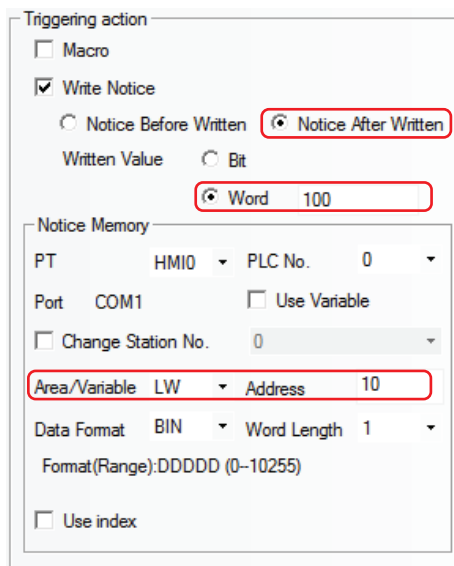 Triggering action
Macro
Write Notice
Notice Before Written Notice After Written
Written Value Bit
Word 100
Notice Memory
PT HMI0 PLC No. 0
Port COM1 Use Variable
Change Station No. 0
Area/Variable LW Address 10
Data Format BIN Word Length 1
Format(Range):DDDDD (0--10255)
Use index